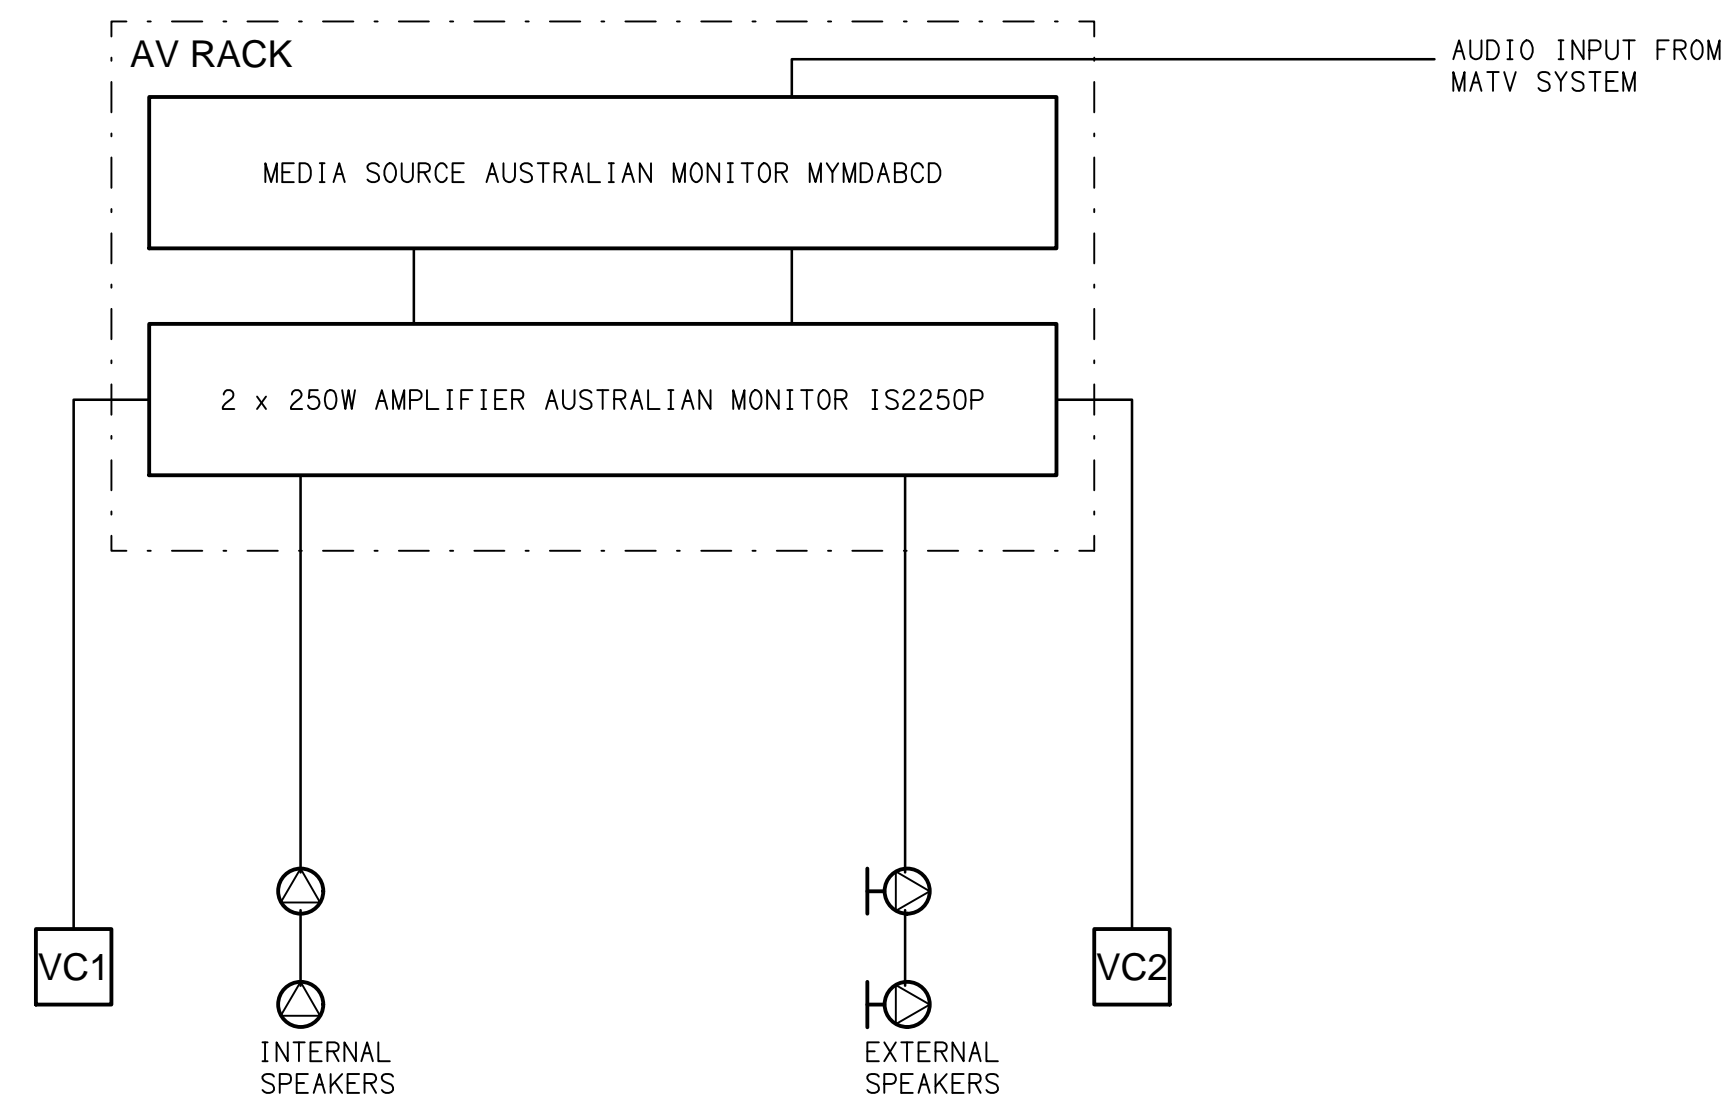 AV RACK
AUDIO INPUT FROM
MATV SYSTEM
MEDIA SOURCE AUSTRALIAN MONITOR MYMDABCD
2 x 250W AMPLIFIER AUSTRALIAN MONITOR IS2250P
VC1
VC2
INTERNAL
SPEAKERS
EXTERNAL
SPEAKERS